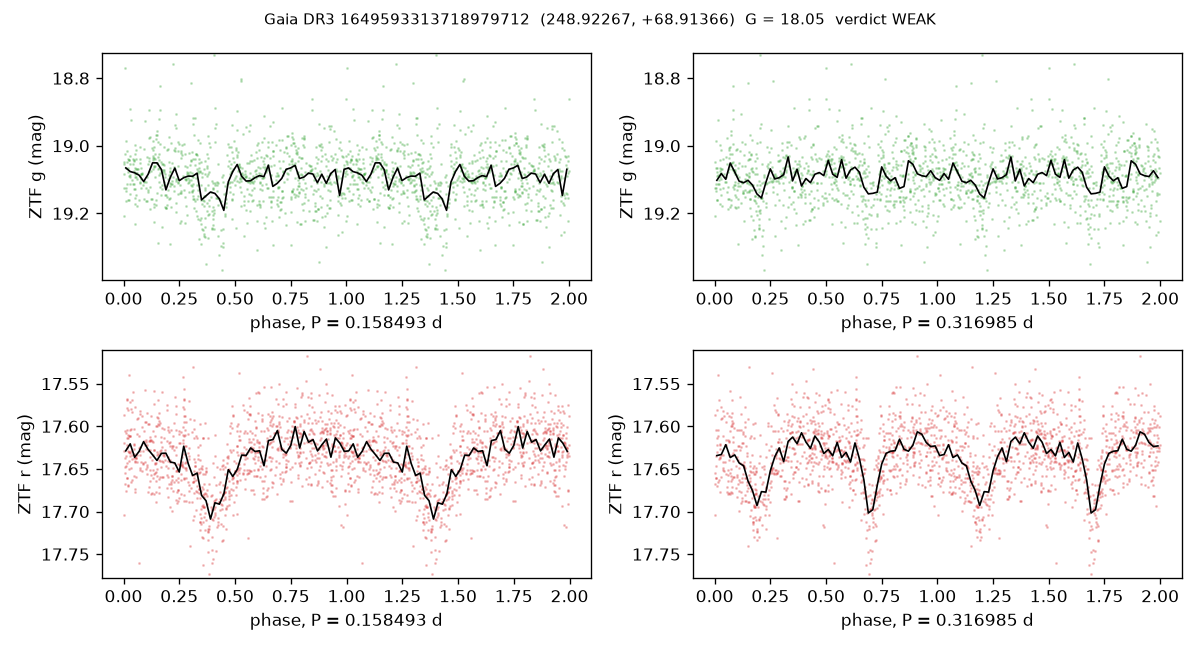 Gaia DR3 1649593313718979712 (248.92267, +68.91366) G = 18.05 verdict WEAK
ZTF g (mag)
18.8
19.0
19.2
0.00 0.25 0.50 0.75 1.00 1.25 1.50 1.75 2.00
phase, P = 0.158493 d
ZTF g (mag)
18.8
19.0
19.2
0.00 0.25 0.50 0.75 1.00 1.25 1.50 1.75 2.00
phase, P = 0.316985 d
ZTF r (mag)
17.55
17.60
17.65
17.70
17.75
0.00 0.25 0.50 0.75 1.00 1.25 1.50 1.75 2.00
phase, P = 0.158493 d
ZTF r (mag)
17.55
17.60
17.65
17.70
17.75
0.00 0.25 0.50 0.75 1.00 1.25 1.50 1.75 2.00
phase, P = 0.316985 d